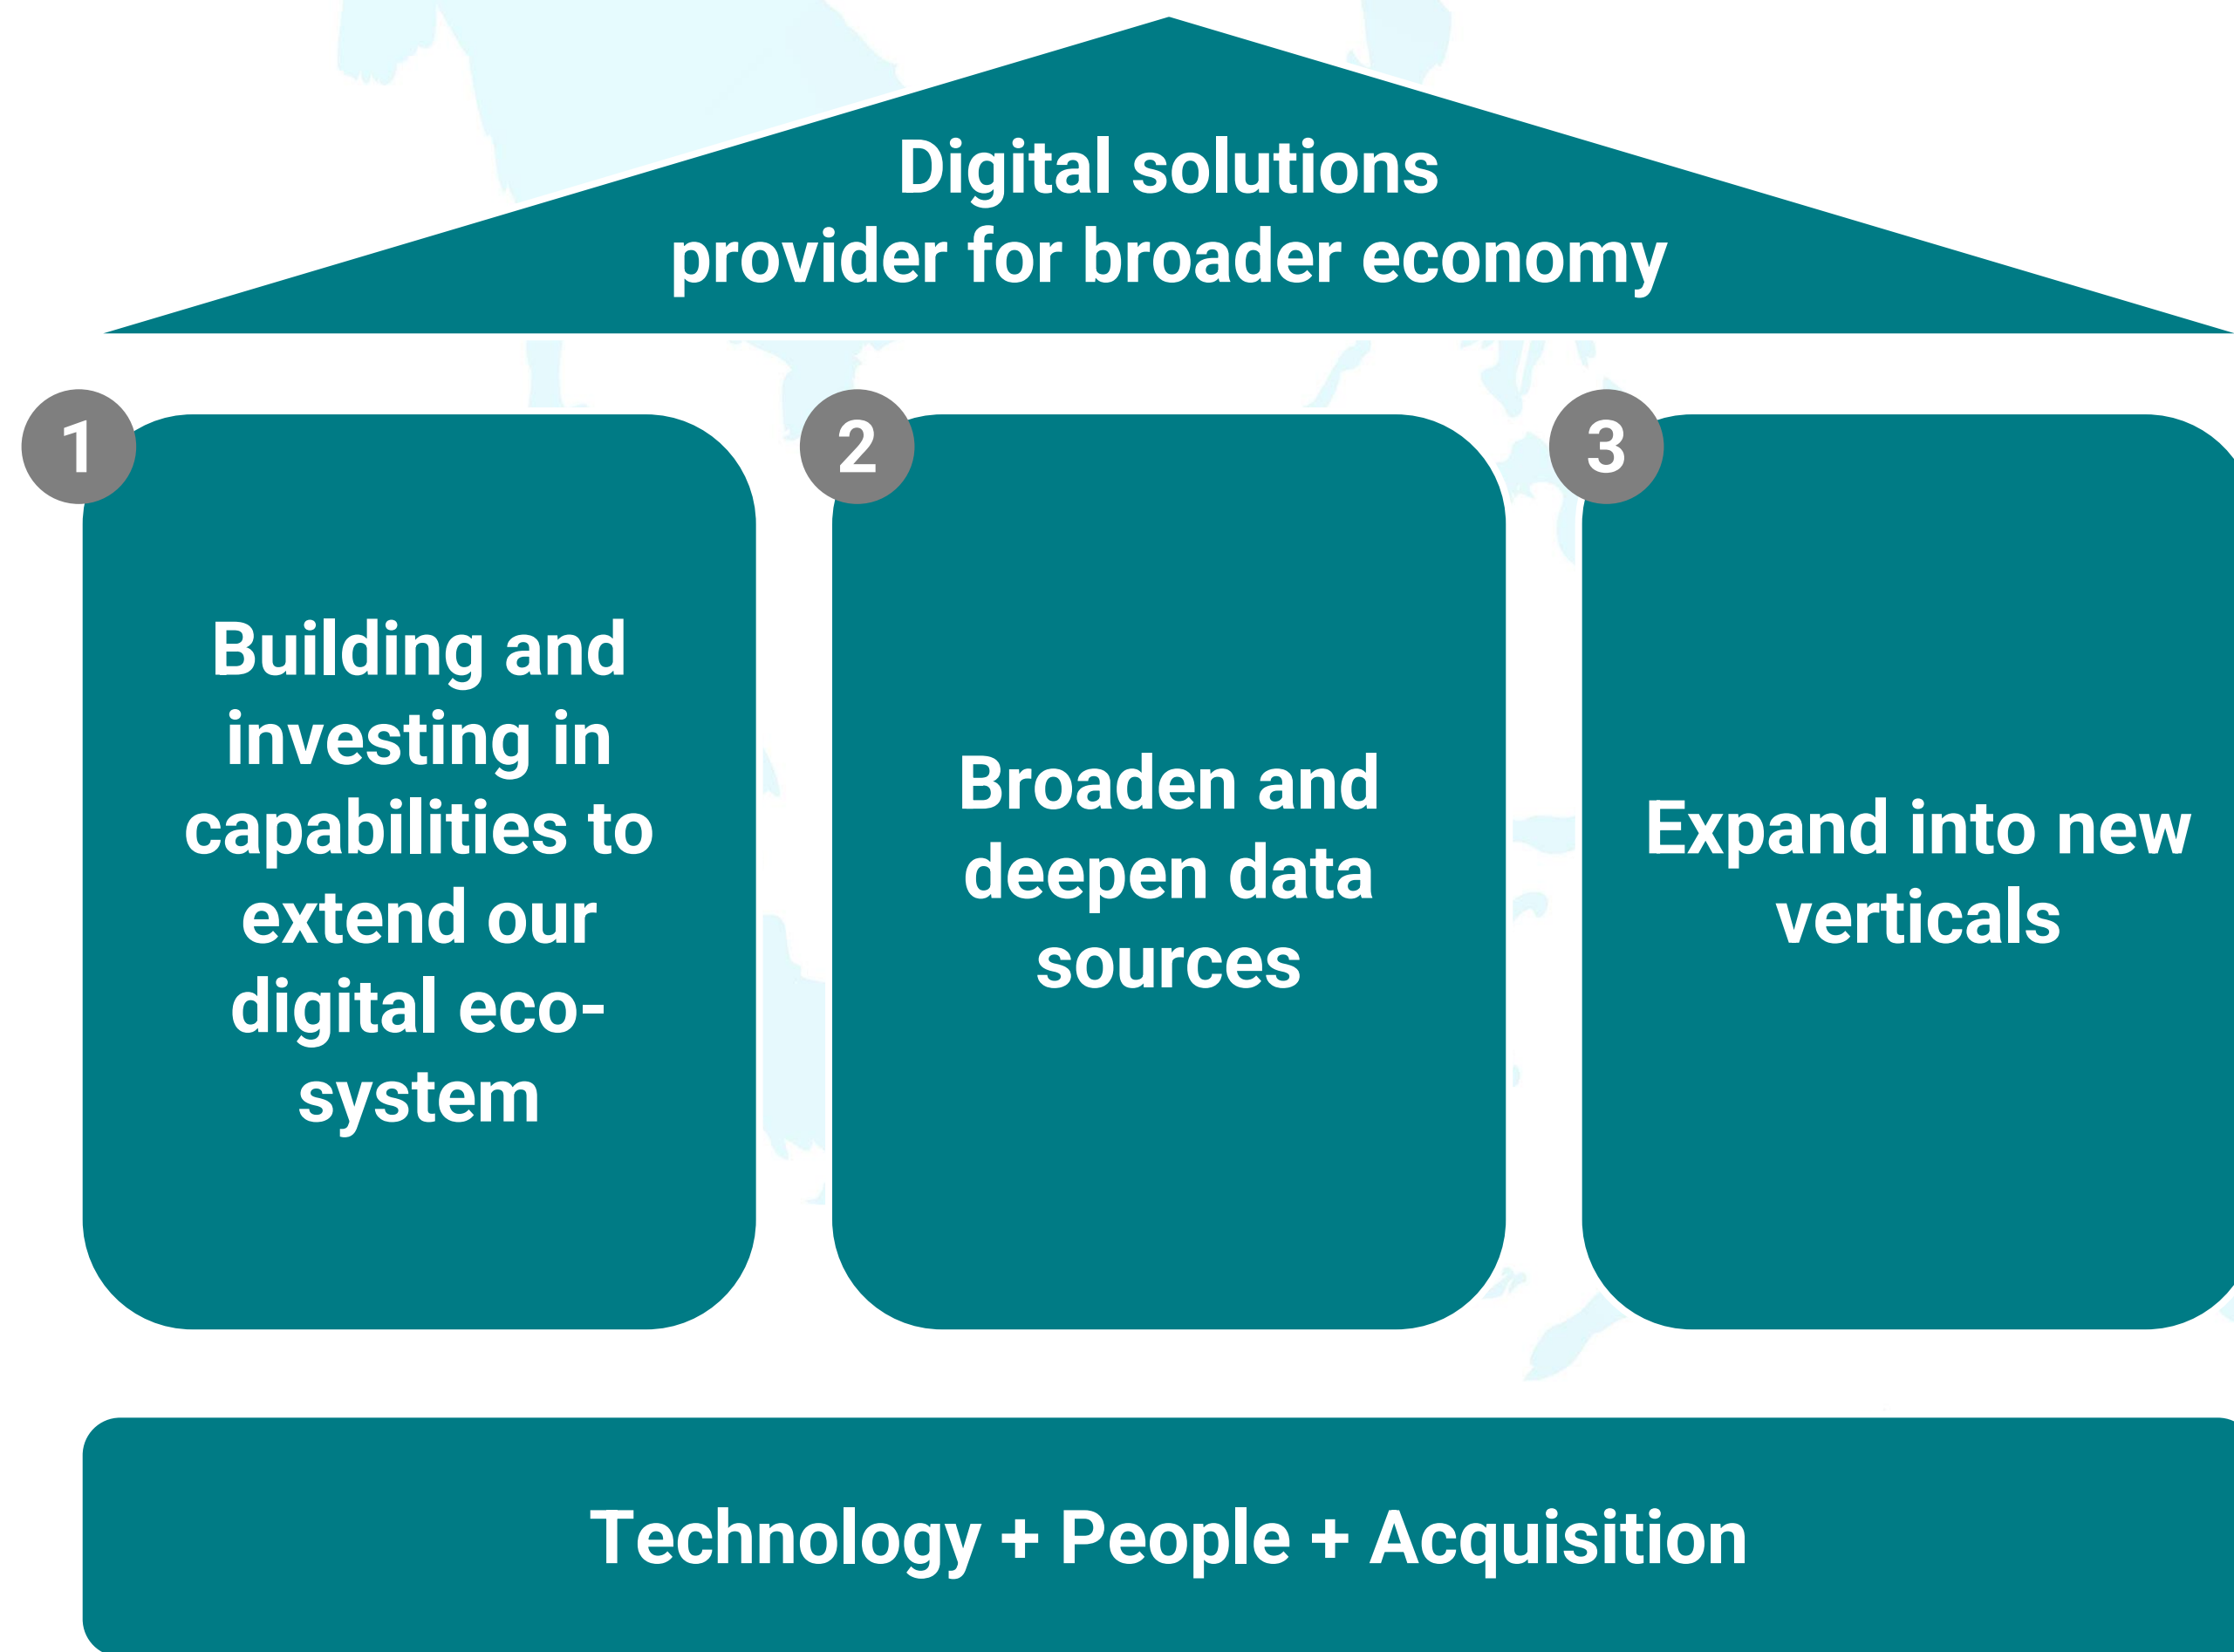 Digital solutions
provider for broader economy
1
Building and
investing in
capabilities to
extend our
digital eco-
system
2
Broaden and
deepen data
sources
3
Expand into new
verticals
Technology + People + Acquisition